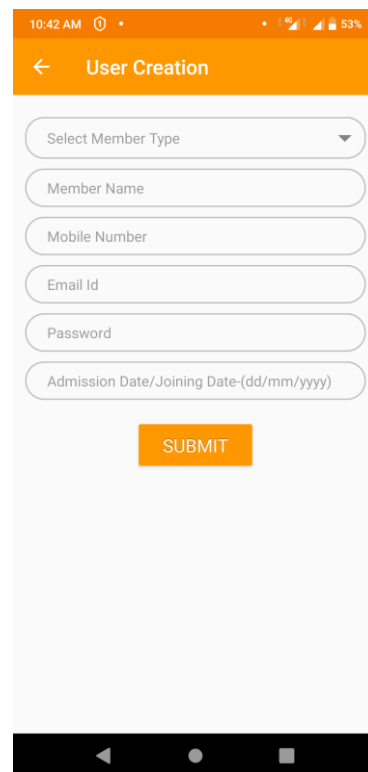 10:42 AM 4G 53%
User Creation
Select Member Type
Member Name
Mobile Number
Email Id
Password
Admission Date/Joining Date-(dd/mm/yyyy)
SUBMIT